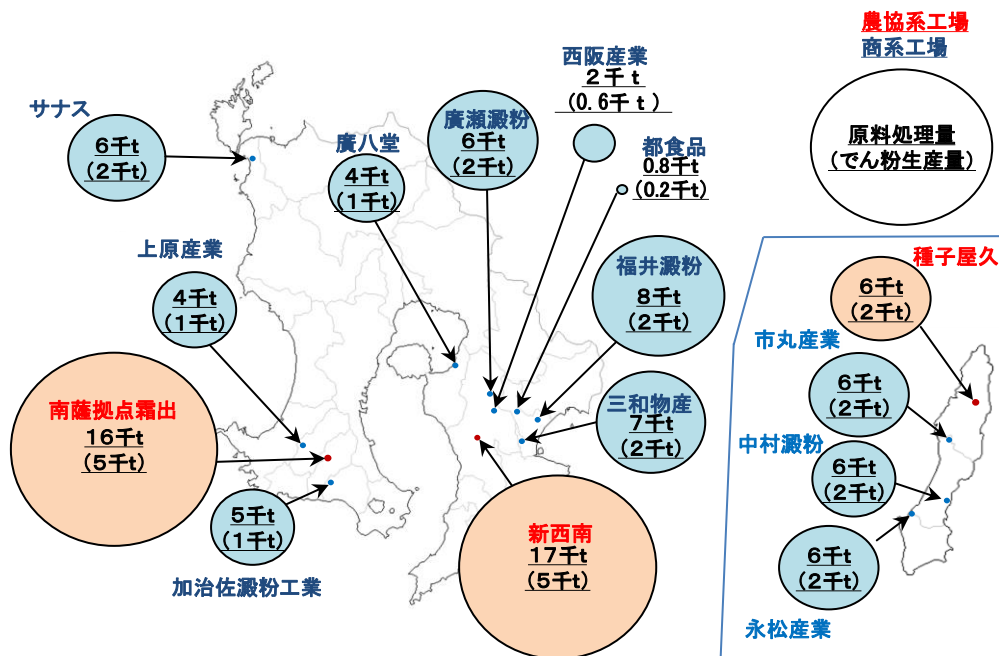 農協系工場
商系工場
原料処理量
(でん粉生産量)
サナス
6千t
(2千t)
廣八堂
4千t
(1千t)
廣瀬澱粉
6千t
(2千t)
西阪産業
2千t
(0.6千t)
都食品
0.8千t
(0.2千t)
上原産業
4千t
(1千t)
福井澱粉
8千t
(2千t)
南薩拠点霜出
16千t
(5千t)
三和物産
7千t
(2千t)
加治佐澱粉工業
5千t
(1千t)
新西南
17千t
(5千t)
種子屋久
6千t
(2千t)
市丸産業
6千t
(2千t)
中村澱粉
6千t
(2千t)
6千t
(2千t)
永松産業